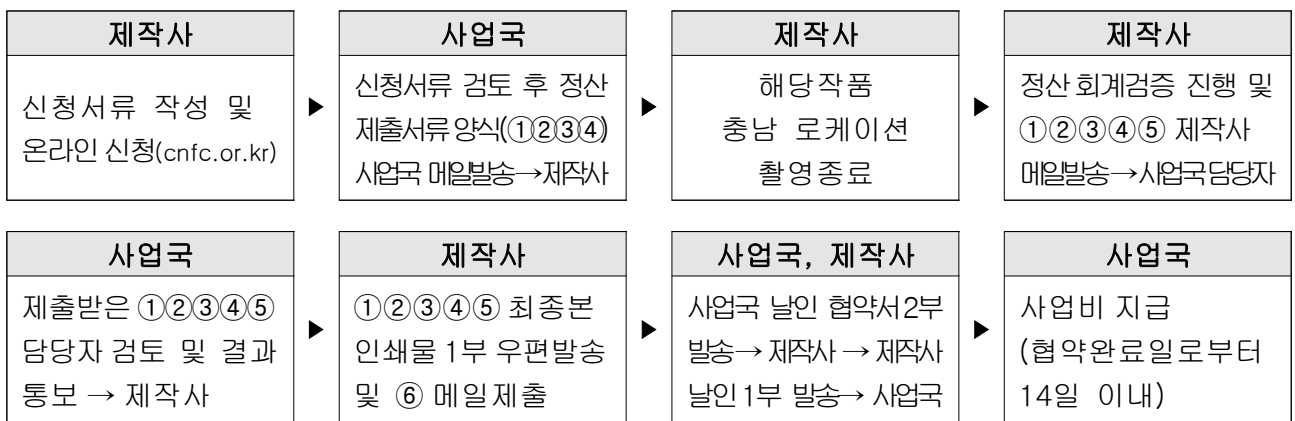 제작사
신청서류 작성 및
온라인 신청(cnfc.or.kr)
▶
사업국
신청서류 검토 후 정산
제출서류 양식(①②③④)
사업국 메일발송→제작사
▶
제작사
해당작품
충남 로케이션
촬영종료
▶
제작사
정산 회계검증 진행 및
①②③④⑤ 제작사
메일발송→사업국담당자
사업국
제출받은 ①②③④⑤
담당자 검토 및 결과
통보 → 제작사
▶
제작사
①②③④⑤ 최종본
인쇄물 1부 우편발송
및 ⑥ 메일제출
▶
사업국, 제작사
사업국 날인 협약서 2부
발송→ 제작사 → 제작사
날인 1부 발송→ 사업국
▶
사업국
사업비 지급
(협약완료일로부터
14일 이내)